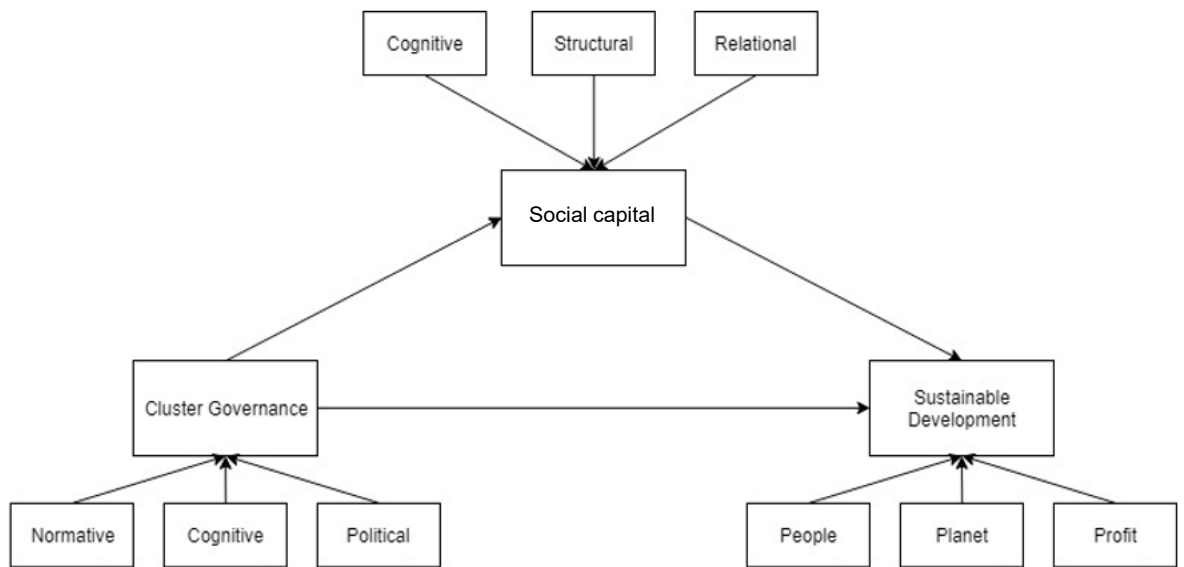 Cognitive
Structural
Relational
Social capital
Cluster Governance
Sustainable
Development
Normative
Cognitive
Political
People
Planet
Profit